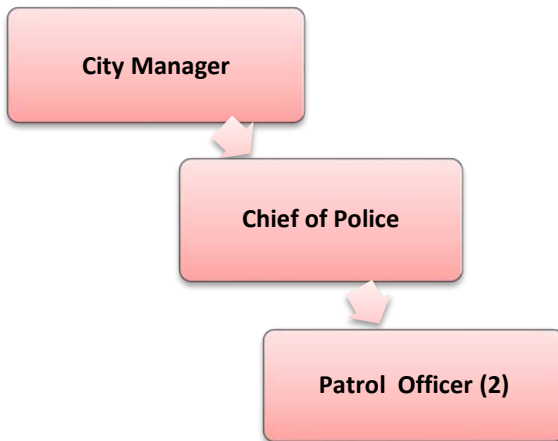 City Manager
Chief of Police
Patrol Officer (2)